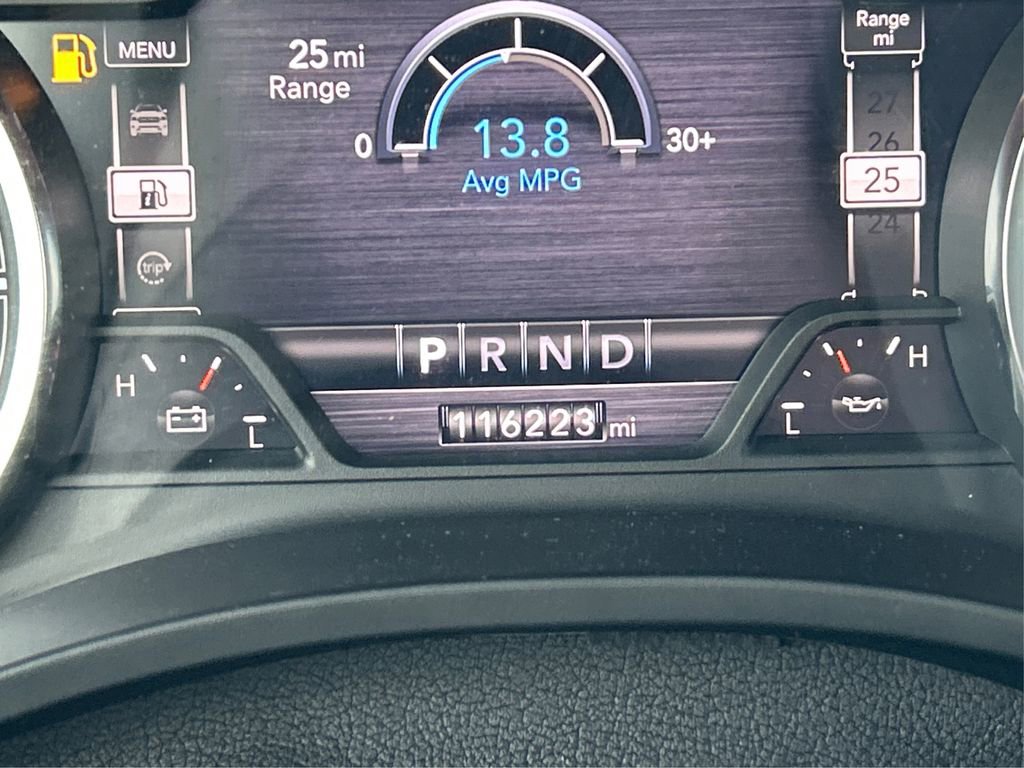 MENU
25 mi
Range
0
13.8
30+
Avg MPG
i
trip
Range
mi
27
26
25
24
P R N D
H
L
116223 mi
L
H